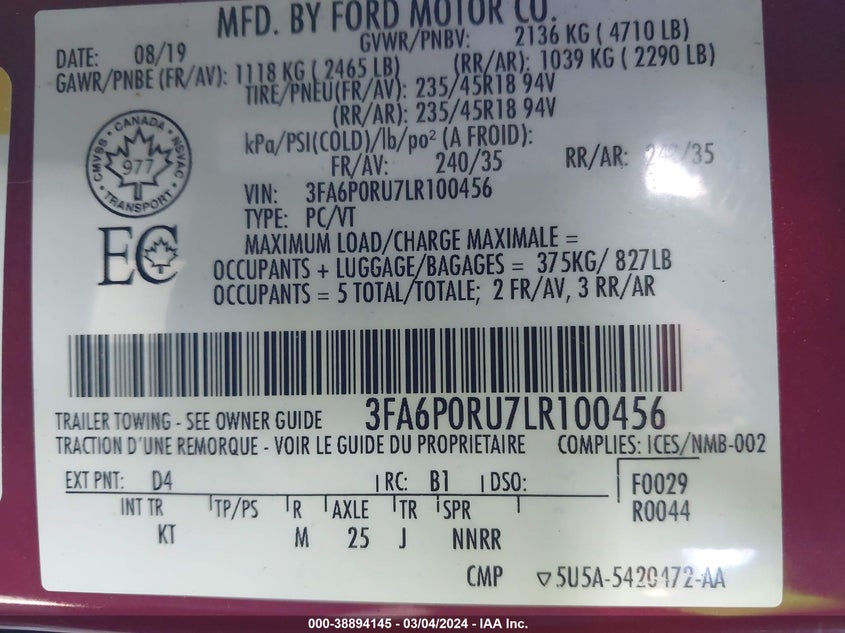 MFD. BY FORD MOTOR CO.
DATE: 08/19 GVWR/PNBV: 2136 KG ( 4710 LB)
GAWR/PNBE (FR/AV): 1118 KG ( 2465 LB) (RR/AR): 1039 KG ( 2290 LB)
TIRE/PNEU(FR/AV): 235/45R18 94V
(RR/AR): 235/45R18 94V
kPa/PSI(COLD)/lb/po² (A FROID):
FR/AV: 240/35 RR/AR: 240/35
CMVSS CANADA NSVAC
977
TRANSPORT
VIN: 3FA6P0RU7LR100456
TYPE: PC/VT
EC
MAXIMUM LOAD/CHARGE MAXIMALE =
OCCUPANTS + LUGGAGE/BAGAGES = 375KG/ 827LB
OCCUPANTS = 5 TOTAL/TOTALE; 2 FR/AV, 3 RR/AR
TRAILER TOWING - SEE OWNER GUIDE 3FA6P0RU7LR100456
TRACTION D'UNE REMORQUE - VOIR LE GUIDE DU PROPRIETAIRE COMPLIES: ICES/NMB-002
EXT PNT: D4 RC: B1 DSO: F0029
INT TR TP/PS R AXLE TR SPR R0044
KT M 25 J NNRR
CMP ▽5U5A-5420472-AA
000-38894145 - 03/04/2024 - IAA Inc.